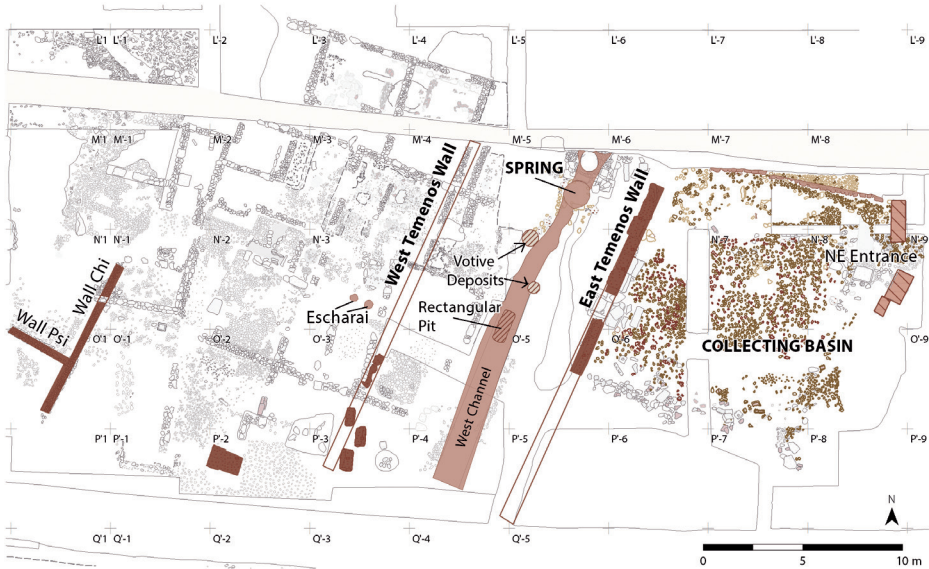 L'1 L'-1 L'-2 L'-3 L'-4 L'-5 L'-6 L'-7 L'-8 L'-9
M'1 M'-1 M'-2 M'-3 M'-4 M'-5 M'-6 M'-7 M'-8 M'-9
SPRING
West Temenos Wall
East Temenos Wall
N'1 N'-1 N'-2 N'-3 N'-7 N'-8 N'-9
Votive
Deposits
NE Entrance
Wall Chi
Wall Psi
Escharai
Rectangular
Pit
O'1 O'-1 O'-2 O'-3 O'-5 O'-6 O'-9
COLLECTING BASIN
West Channel
P'1 P'-1 P'-2 P'-3 P'-4 P'-5 P'-6 P'-7 P'-8 P'-9
N
Q'1 Q'-1 Q'-2 Q'-3 Q'-4 Q'-5
0 5 10 m